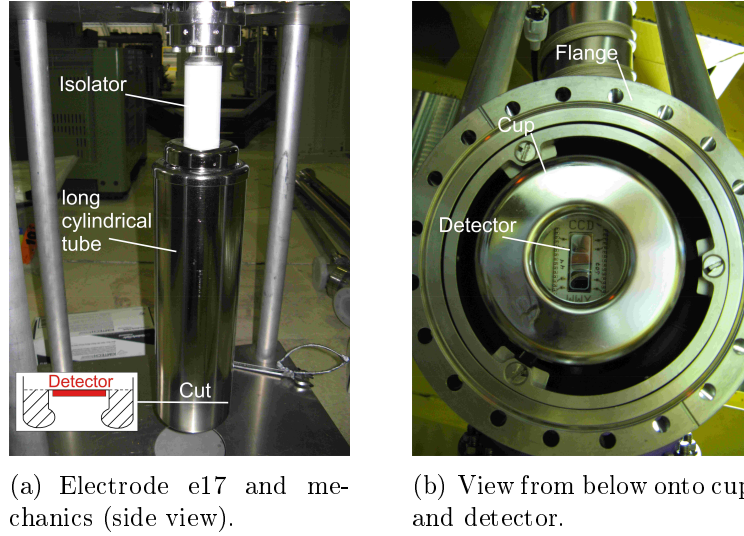 Isolator
long
cylindrical
tube
Detector
Cut
Flange
Cup
Detector
CCD
(a) Electrode e17 and me-
chanics (side view).
(b) View from below onto cup
and detector.